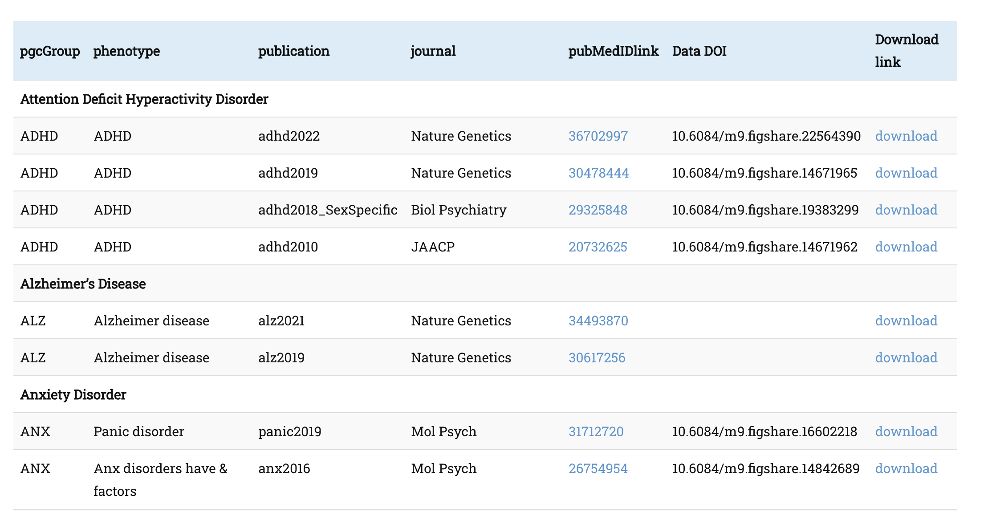 pgcGroup phenotype publication journal pubMedIDlink Data DOI Download link
Attention Deficit Hyperactivity Disorder
ADHD ADHD adhd2022 Nature Genetics 36702997 10.6084/m9.figshare.22564390 download
ADHD ADHD adhd2019 Nature Genetics 30478444 10.6084/m9.figshare.14671965 download
ADHD ADHD adhd2018_SexSpecific Biol Psychiatry 29325848 10.6084/m9.figshare.19383299 download
ADHD ADHD adhd2010 JAACP 20732625 10.6084/m9.figshare.14671962 download
Alzheimer’s Disease
ALZ Alzheimer disease alz2021 Nature Genetics 34493870 download
ALZ Alzheimer disease alz2019 Nature Genetics 30617256 download
Anxiety Disorder
ANX Panic disorder panic2019 Mol Psych 31712720 10.6084/m9.figshare.16602218 download
ANX Anx disorders have & anx2016 Mol Psych 26754954 10.6084/m9.figshare.14842689 download
factors